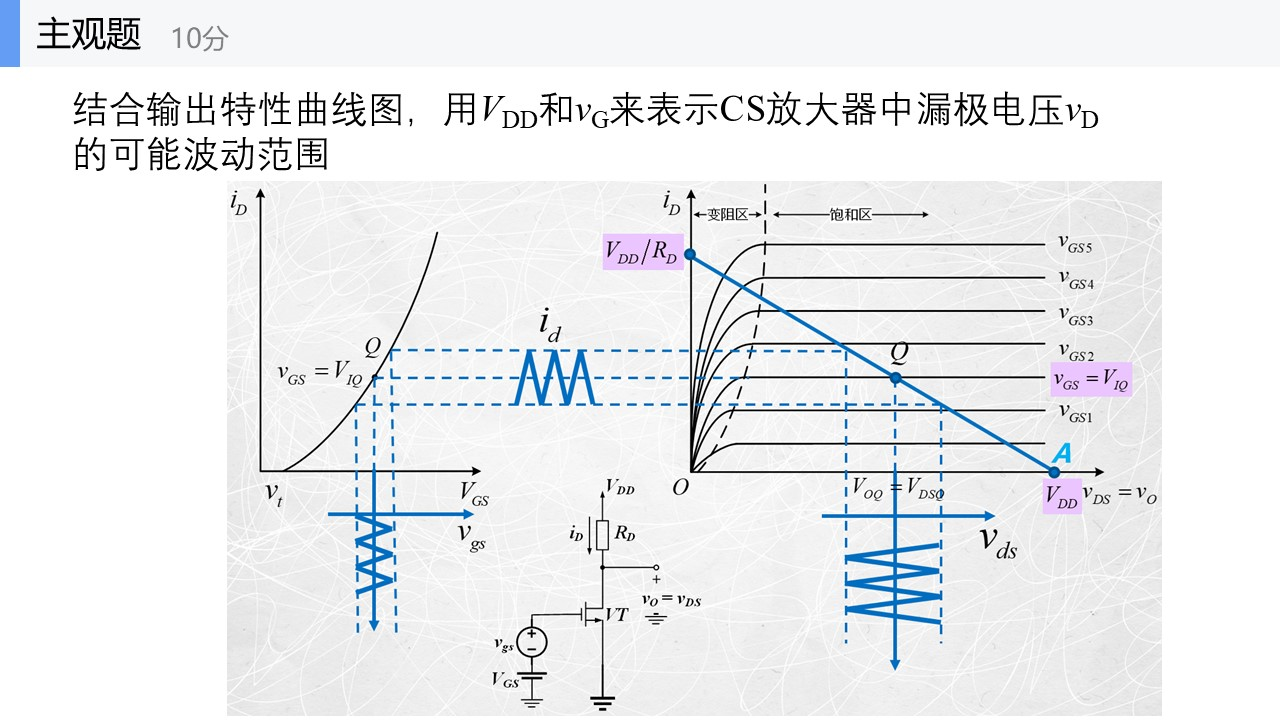 主观题 10分
结合输出特性曲线图，用VDD和vG来表示CS放大器中漏极电压vD
的可能波动范围
iD
iD
变阻区
饱和区
vGS5
VDD/RD
vGS4
id
vGS3
Q
Q
vGS2
vGS = VIQ
vGS = VIQ
vGS1
A
vt
VGS
O
VOQ = VDSQ
VDD
vDS = vO
vgs
VDD
iD
RD
vds
+
vO = vDS
VT
vgs
+
−
VGS